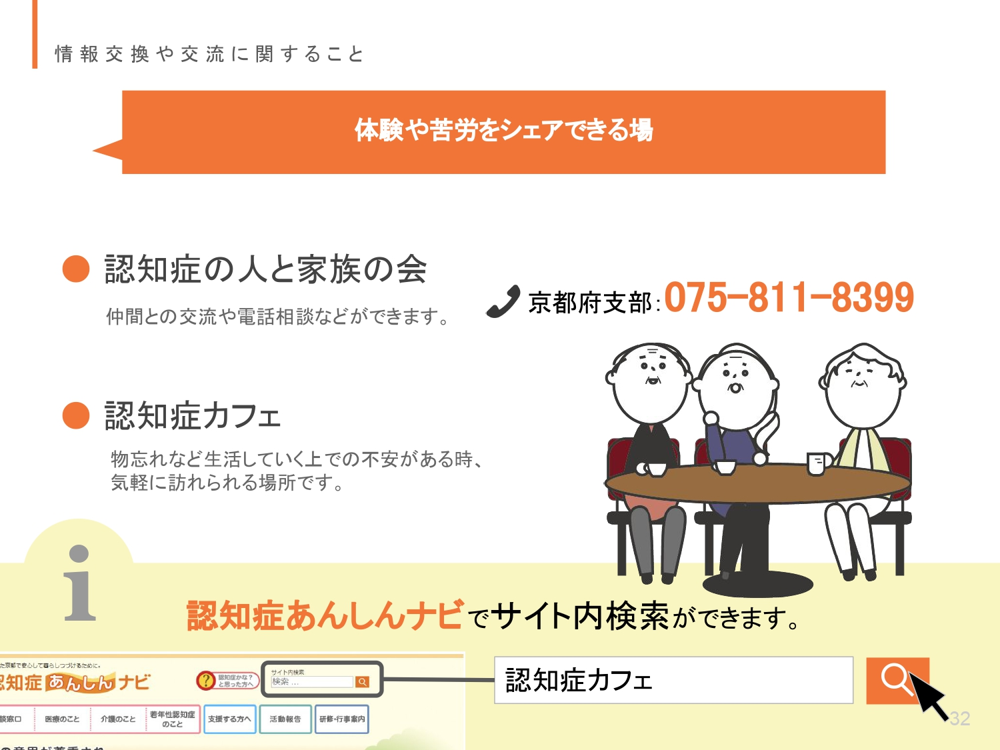 情報交換や交流に関すること
体験や苦労をシェアできる場
認知症の人と家族の会
仲間との交流や電話相談などができます。
京都府支部:075-811-8399
認知症カフェ
物忘れなど生活していく上での不安がある時、
気軽に訪れられる場所です。
i
認知症あんしんナビでサイト内検索ができます。
た京都で安心して暮らしつづけるために。
認知症 あんしん ナビ
?
認知症かな?
と思った方へ
サイト内検索
検索 ...
認知症カフェ
談窓口
医療のこと
介護のこと
若年性認知症
のこと
支援する方へ
活動報告
研修・行事案内
32